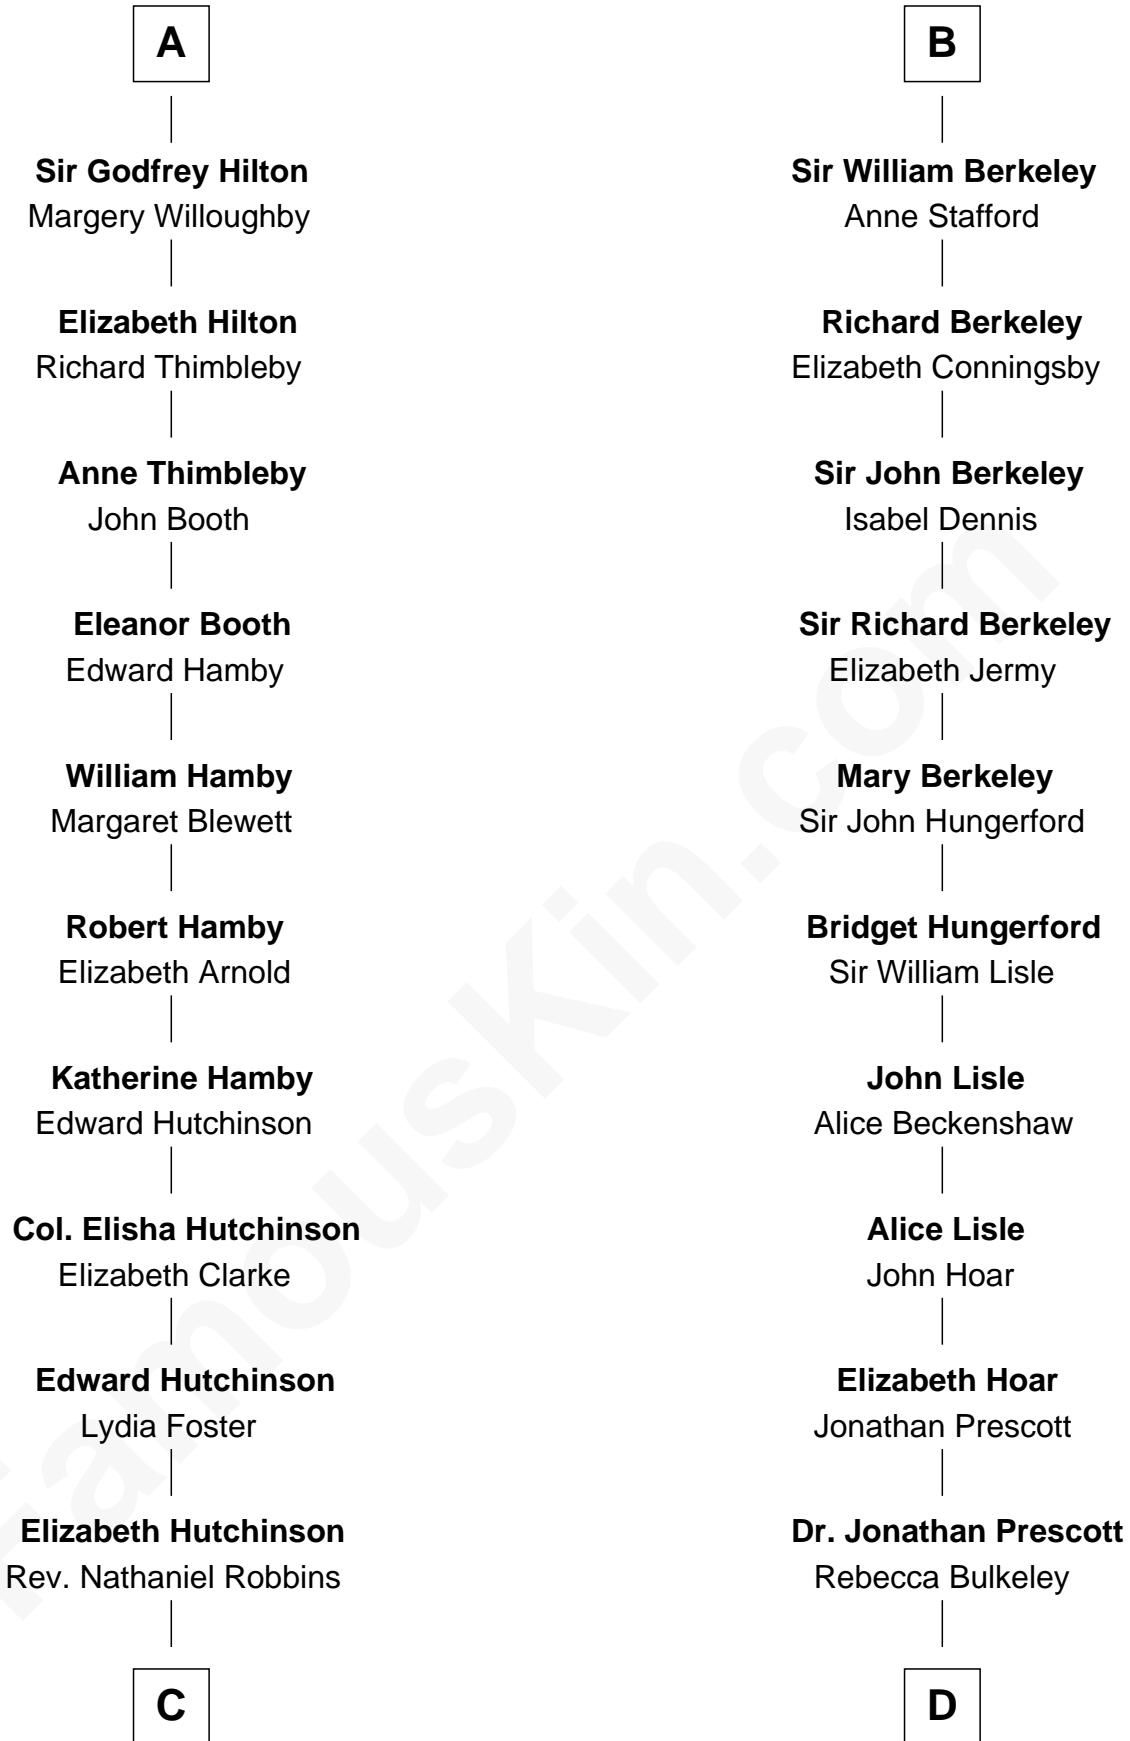 A
Sir Godfrey Hilton
Margery Willoughby
Elizabeth Hilton
Richard Thimbleby
Anne Thimbleby
John Booth
Eleanor Booth
Edward Hamby
William Hamby
Margaret Blewett
Robert Hamby
Elizabeth Arnold
Katherine Hamby
Edward Hutchinson
Col. Elisha Hutchinson
Elizabeth Clarke
Edward Hutchinson
Lydia Foster
Elizabeth Hutchinson
Rev. Nathaniel Robbins
C
B
Sir William Berkeley
Anne Stafford
Richard Berkeley
Elizabeth Conningsby
Sir John Berkeley
Isabel Dennis
Sir Richard Berkeley
Elizabeth Jermy
Mary Berkeley
Sir John Hungerford
Bridget Hungerford
Sir William Lisle
John Lisle
Alice Beckenshaw
Alice Lisle
John Hoar
Elizabeth Hoar
Jonathan Prescott
Dr. Jonathan Prescott
Rebecca Bulkeley
D
FamousKin.com